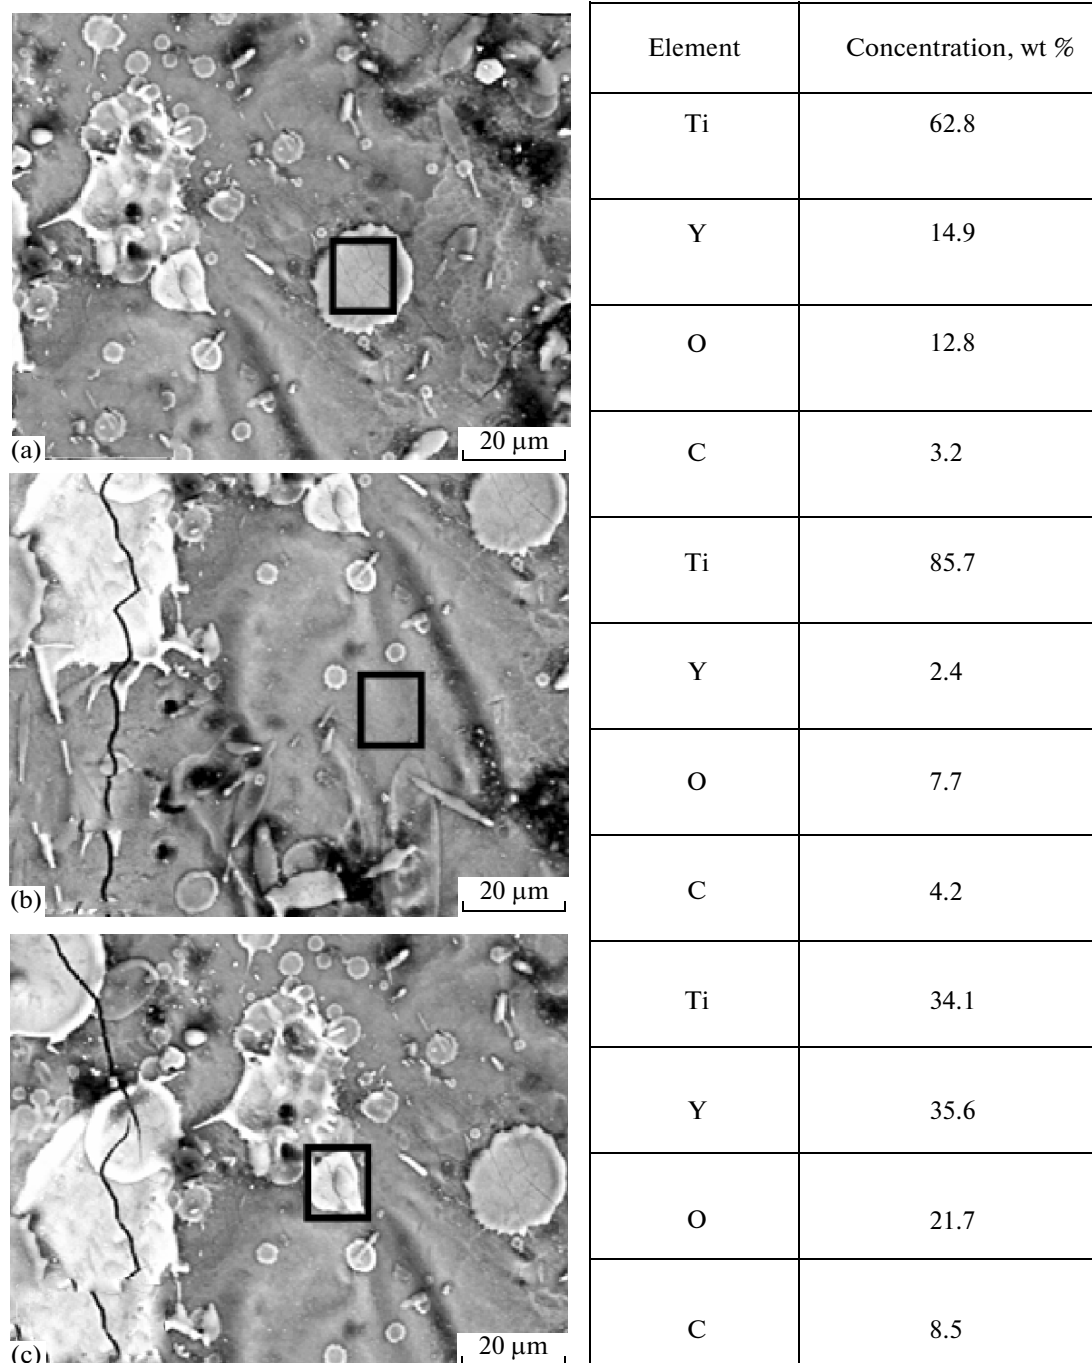 (a)
20 μm
(b)
20 μm
(c)
20 μm
Element Concentration, wt %
Ti 62.8
Y 14.9
O 12.8
C 3.2
Ti 85.7
Y 2.4
O 7.7
C 4.2
Ti 34.1
Y 35.6
O 21.7
C 8.5